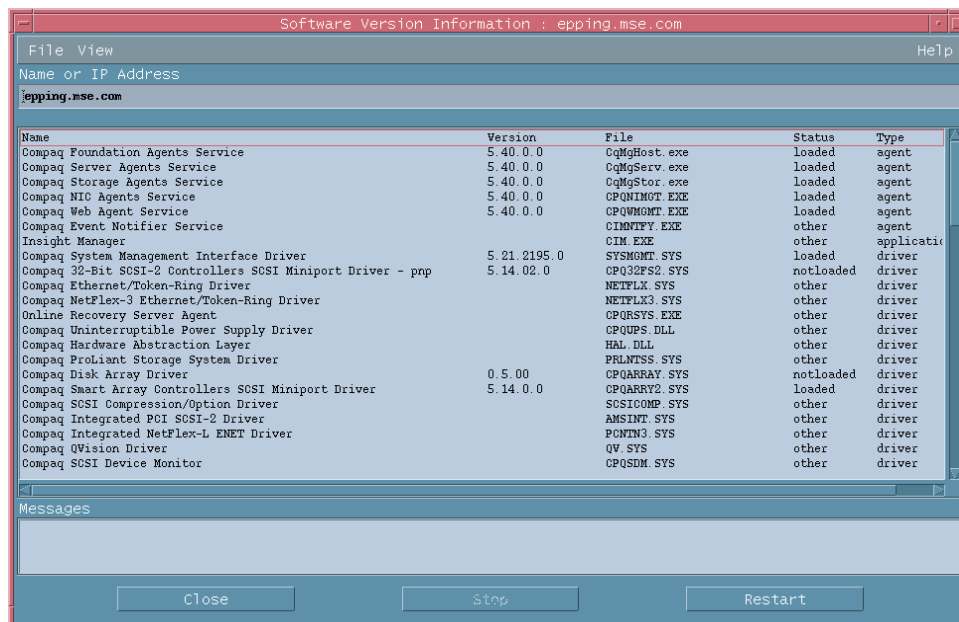 Software Version Information : epping.mse.com
File View Help
Name or IP Address
epping.mse.com
Name Version File Status Type
Compaq Foundation Agents Service 5.40.0.0 CqMgHost.exe loaded agent
Compaq Server Agents Service 5.40.0.0 CqMgServ.exe loaded agent
Compaq Storage Agents Service 5.40.0.0 CqMgStor.exe loaded agent
Compaq NIC Agents Service 5.40.0.0 CPQNIMGT.EXE loaded agent
Compaq Web Agent Service 5.40.0.0 CPQWMGMT.EXE loaded agent
Compaq Event Notifier Service CIMNTFY.EXE other agent
Insight Manager CIM.EXE other applicatic
Compaq System Management Interface Driver 5.21.2195.0 SYSMGMT.SYS loaded driver
Compaq 32-Bit SCSI-2 Controllers SCSI Miniport Driver - pnp 5.14.02.0 CPQ32FS2.SYS notloaded driver
Compaq Ethernet/Token-Ring Driver NETFLX.SYS other driver
Compaq NetFlex-3 Ethernet/Token-Ring Driver NETFLX3.SYS other driver
Online Recovery Server Agent CPQRSYS.EXE other driver
Compaq Uninterruptible Power Supply Driver CPQUPS.DLL other driver
Compaq Hardware Abstraction Layer HAL.DLL other driver
Compaq ProLiant Storage System Driver PRLNTSS.SYS other driver
Compaq Disk Array Driver 0.5.00 CPQARRAY.SYS notloaded driver
Compaq Smart Array Controllers SCSI Miniport Driver 5.14.0.0 CPQARRY2.SYS loaded driver
Compaq SCSI Compression/Option Driver SCSICOMP.SYS other driver
Compaq Integrated PCI SCSI-2 Driver AMSINT.SYS other driver
Compaq Integrated NetFlex-L ENET Driver PCNTN3.SYS other driver
Compaq QVision Driver QV.SYS other driver
Compaq SCSI Device Monitor CPQSDM.SYS other driver
Messages
Close Stop Restart